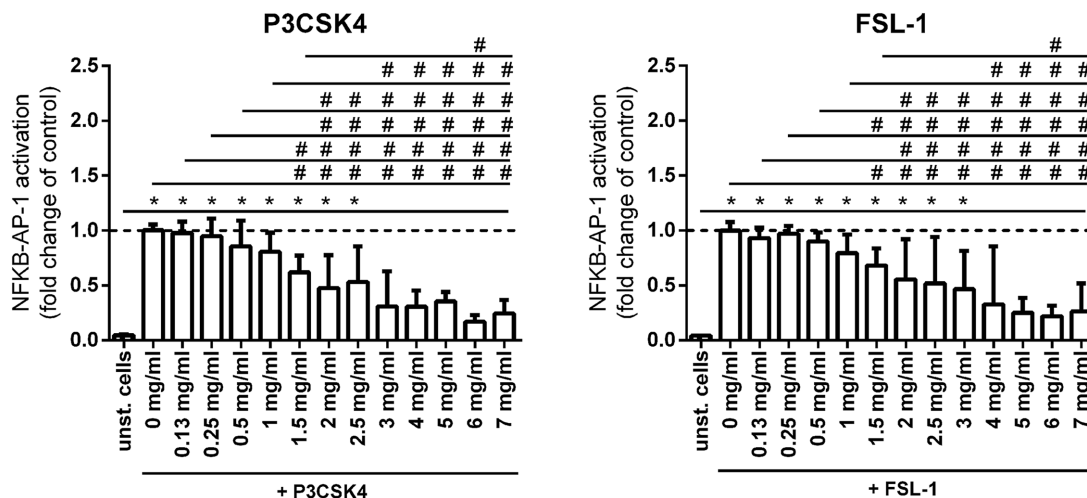 P3CSK4
NFKB-AP-1 activation
(fold change of control)
2.5
2.0
1.5
1.0
0.5
0.0
#
# # # # #
# # # # # # #
# # # # # # #
# # # # # # # #
# # # # # # # #
* * * * * * * *
unst. cells
0 mg/ml
0.13 mg/ml
0.25 mg/ml
0.5 mg/ml
1 mg/ml
1.5 mg/ml
2 mg/ml
2.5 mg/ml
3 mg/ml
4 mg/ml
5 mg/ml
6 mg/ml
7 mg/ml
+ P3CSK4
FSL-1
NFKB-AP-1 activation
(fold change of control)
2.5
2.0
1.5
1.0
0.5
0.0
#
# # # #
# # # # # # #
# # # # # # # #
# # # # # # #
# # # # # # # #
* * * * * * * * *
unst. cells
0 mg/ml
0.13 mg/ml
0.25 mg/ml
0.5 mg/ml
1 mg/ml
1.5 mg/ml
2 mg/ml
2.5 mg/ml
3 mg/ml
4 mg/ml
5 mg/ml
6 mg/ml
7 mg/ml
+ FSL-1